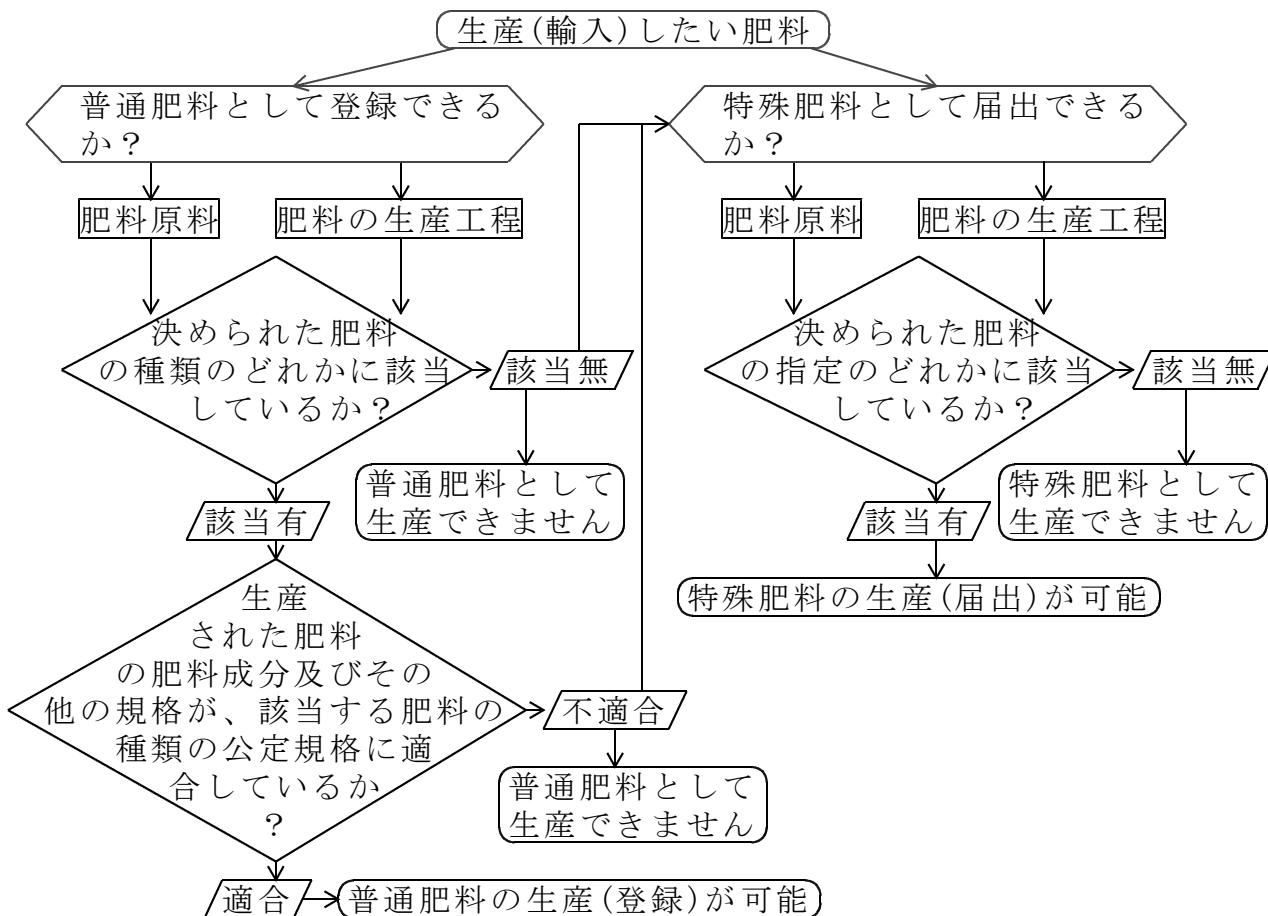 生産(輸入)したい肥料
普通肥料として登録できる
か？
肥料原料
肥料の生産工程
決められた肥料
の種類のどれかに該当
しているか？
該当無
普通肥料として
生産できません
該当有
生産
された肥料
の肥料成分及びその
他の規格が、該当する肥料の
種類の公定規格に適
合しているか
？
不適合
普通肥料として
生産できません
適合
普通肥料の生産(登録)が可能
特殊肥料として届出できる
か？
肥料原料
肥料の生産工程
決められた肥料
の指定のどれかに該当
しているか？
該当無
特殊肥料として
生産できません
該当有
特殊肥料の生産(届出)が可能